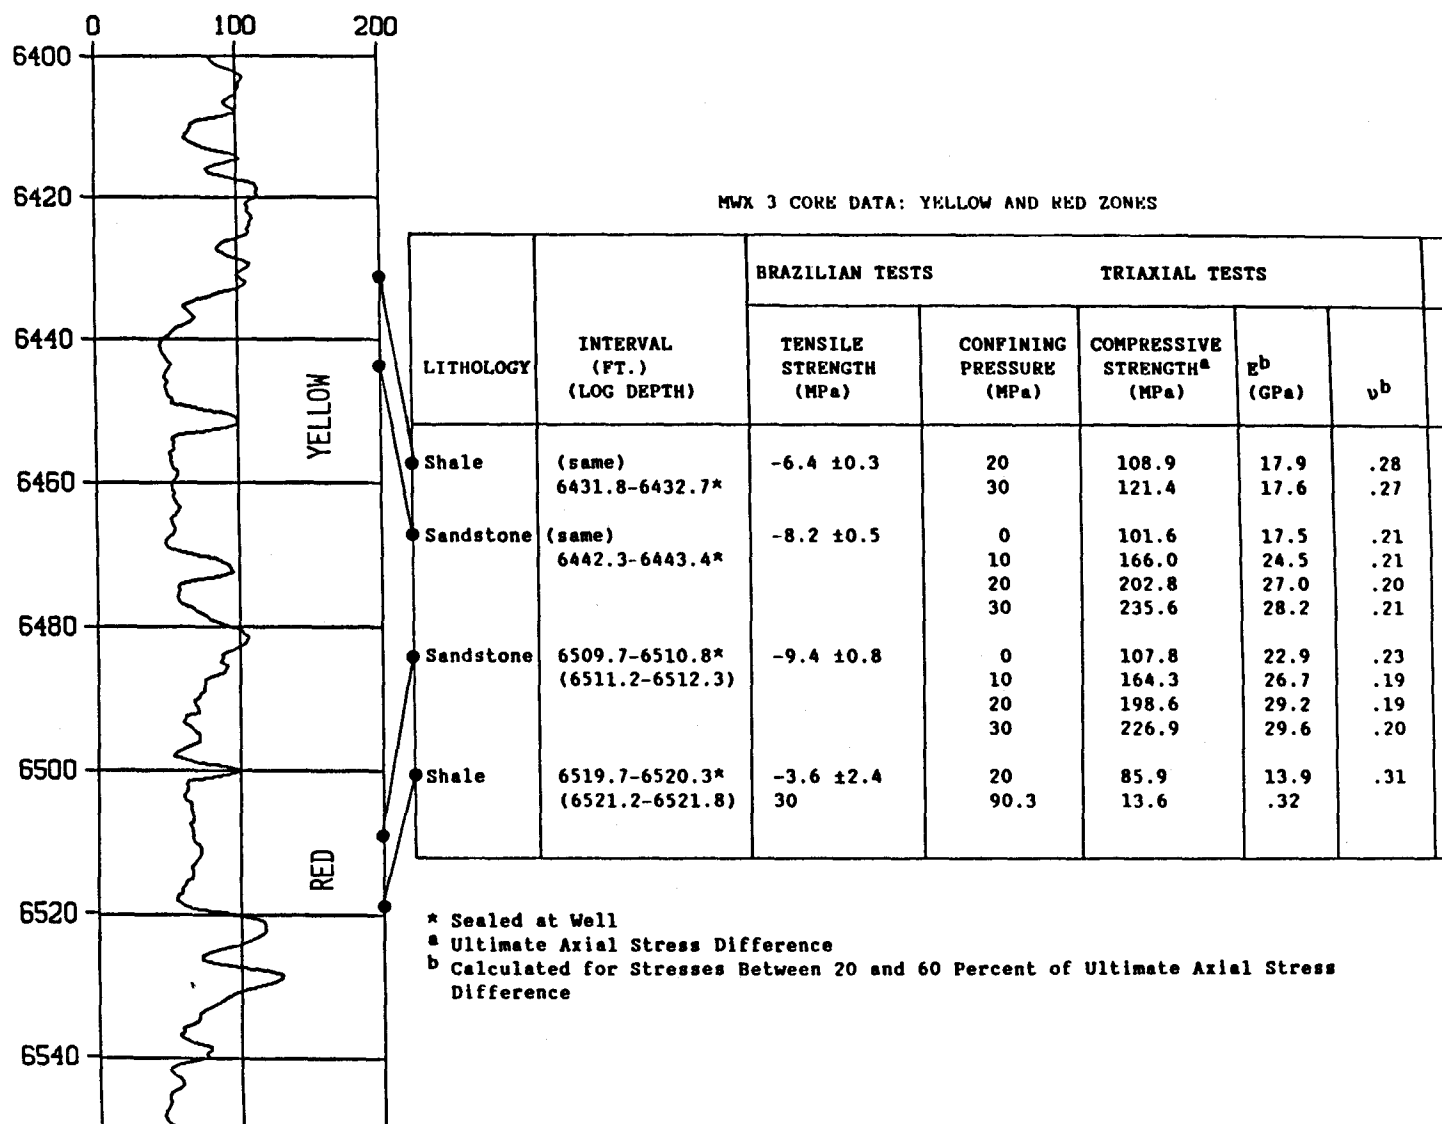 0 100 200
6400
6420
6440
6460
6480
6500
6520
6540
YELLOW
RED
MWX 3 CORE DATA: YELLOW AND RED ZONES
BRAZILIAN TESTS TRIAXIAL TESTS
LITHOLOGY
INTERVAL
(FT.)
(LOG DEPTH)
TENSILE
STRENGTH
(MPa)
CONFINING
PRESSURE
(MPa)
COMPRESSIVE
STRENGTHa
(MPa)
Eb
(GPa)
νb
Shale (same) -6.4 ±0.3 20 108.9 17.9 .28
6431.8-6432.7* 30 121.4 17.6 .27
Sandstone (same) -8.2 ±0.5 0 101.6 17.5 .21
6442.3-6443.4* 10 166.0 24.5 .21
20 202.8 27.0 .20
30 235.6 28.2 .21
Sandstone 6509.7-6510.8* -9.4 ±0.8 0 107.8 22.9 .23
(6511.2-6512.3) 10 164.3 26.7 .19
20 198.6 29.2 .19
30 226.9 29.6 .20
Shale 6519.7-6520.3* -3.6 ±2.4 20 85.9 13.9 .31
(6521.2-6521.8) 30 90.3 13.6 .32
* Sealed at Well
a Ultimate Axial Stress Difference
b Calculated for Stresses Between 20 and 60 Percent of Ultimate Axial Stress
Difference